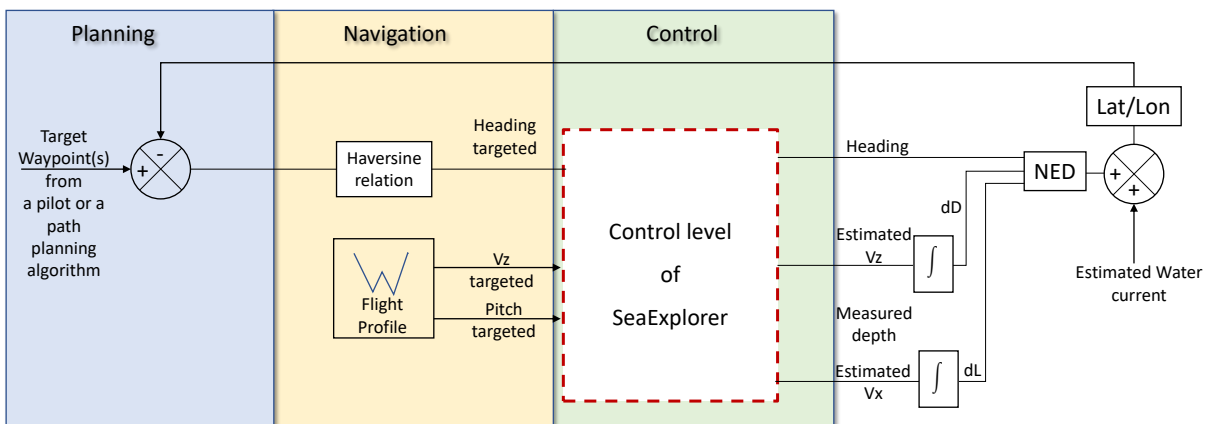 Planning
Navigation
Control
Lat/Lon
Target
Waypoint(s)
from
a pilot or a
path
planning
algorithm
-
+
Haversine
relation
Heading
targeted
Flight
Profile
Vz
targeted
Pitch
targeted
Control level
of
SeaExplorer
Heading
Estimated
Vz
∫
dD
Measured
depth
Estimated
Vx
∫
dL
NED
+
+
Estimated Water
current